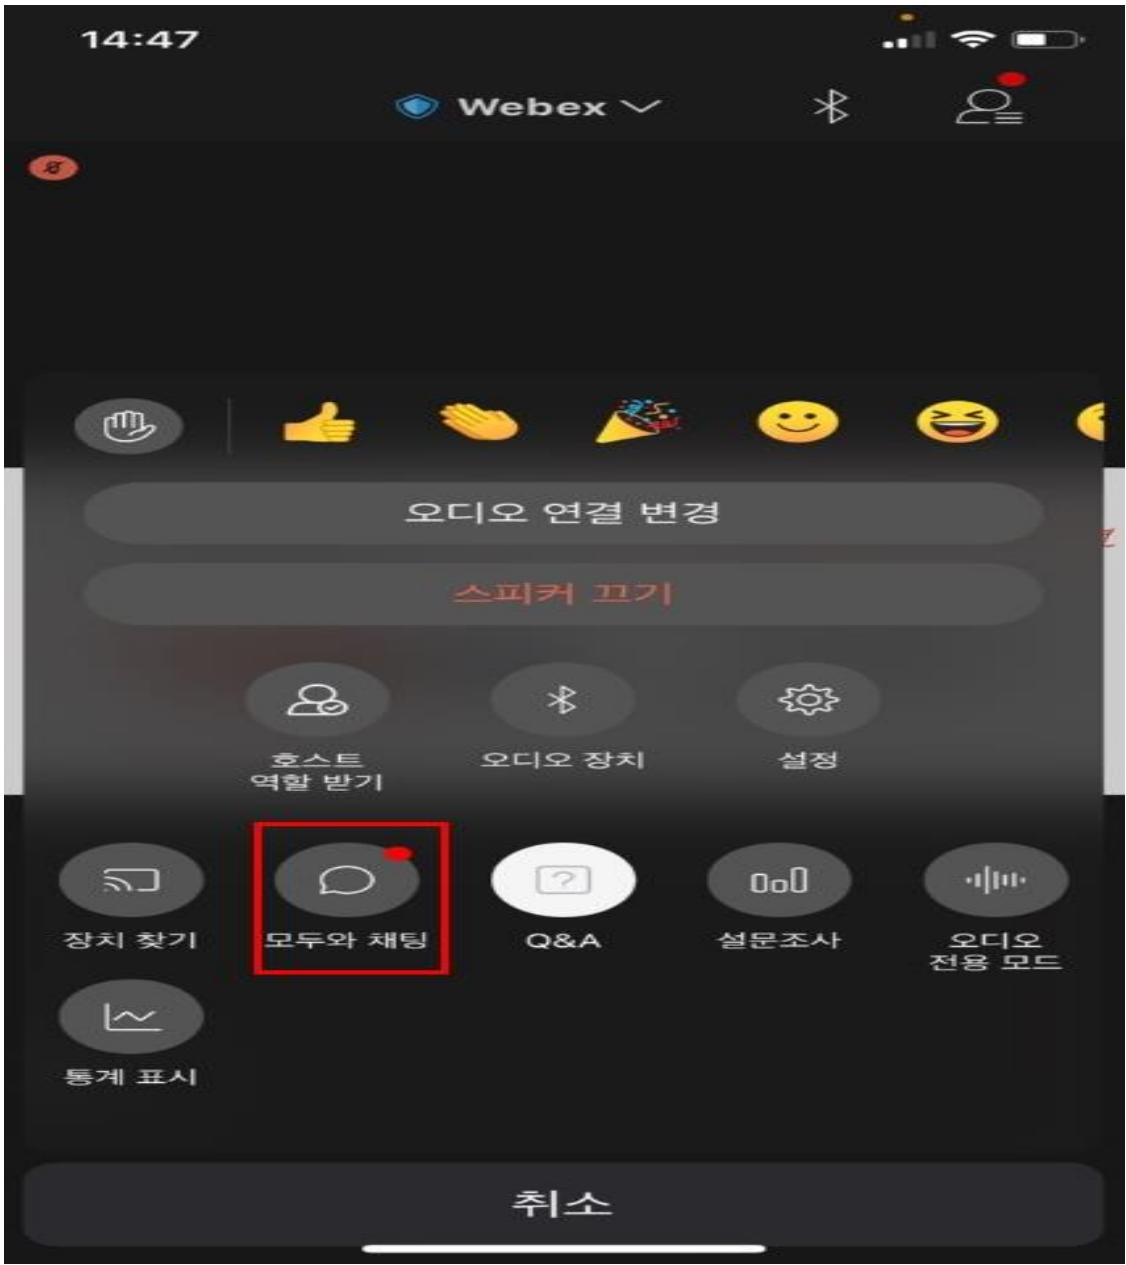 14:47
Webex
오디오 연결 변경
스피커 끄기
호스트
역할 받기
오디오 장치
설정
장치 찾기
모두와 채팅
Q&A
설문조사
오디오
전용 모드
통계 표시
취소